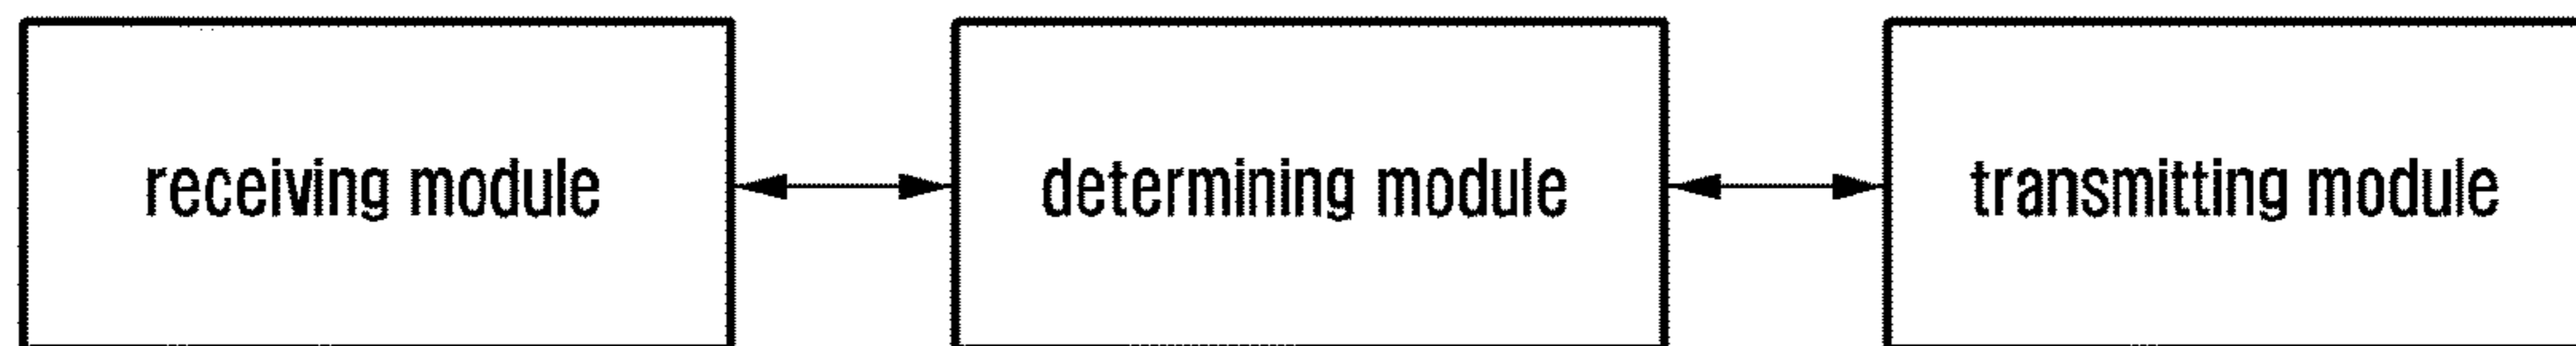 receiving module
determining module
transmitting module